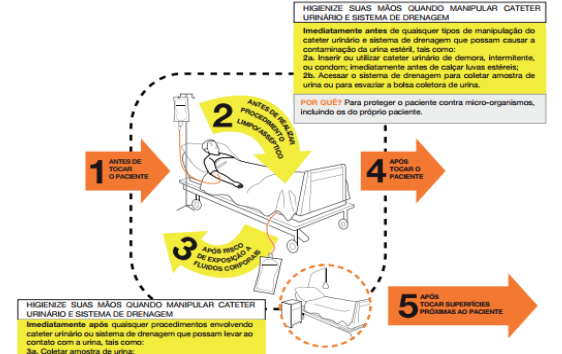 HIGIENIZE SUAS MÃOS QUANDO MANIPULAR CATETER
URINÁRIO E SISTEMA DE DRENAGEM
Imediatamente antes de quaisquer tipos de manipulação do
cateter urinário e sistema de drenagem que possam causar a
contaminação da urina estéril, tais como:
2a. Inserir ou utilizar cateter urinário de demora, intermitente,
ou condom; imediatamente antes de calçar luvas estéreis;
2b. Acessar o sistema de drenagem para coletar amostra de
urina ou para esvaziar a bolsa coletora de urina.
POR QUÊ? Para proteger o paciente contra micro-organismos,
incluindo os do próprio paciente.
2 ANTES DE REALIZAR
PROCEDIMENTO
LIMPO/ASSÉPTICO
1 ANTES DE
TOCAR
O PACIENTE
4 APÓS
TOCAR O
PACIENTE
3 APÓS RISCO
DE EXPOSIÇÃO A
FLUIDOS CORPORAIS
5 APÓS
TOCAR SUPERFÍCIES
PRÓXIMAS AO PACIENTE
HIGIENIZE SUAS MÃOS QUANDO MANIPULAR CATETER
URINÁRIO E SISTEMA DE DRENAGEM
Imediatamente após quaisquer procedimentos envolvendo
cateter urinário ou sistema de drenagem que possam levar ao
contato com a urina, tais como:
3a. Coletar amostra de urina;